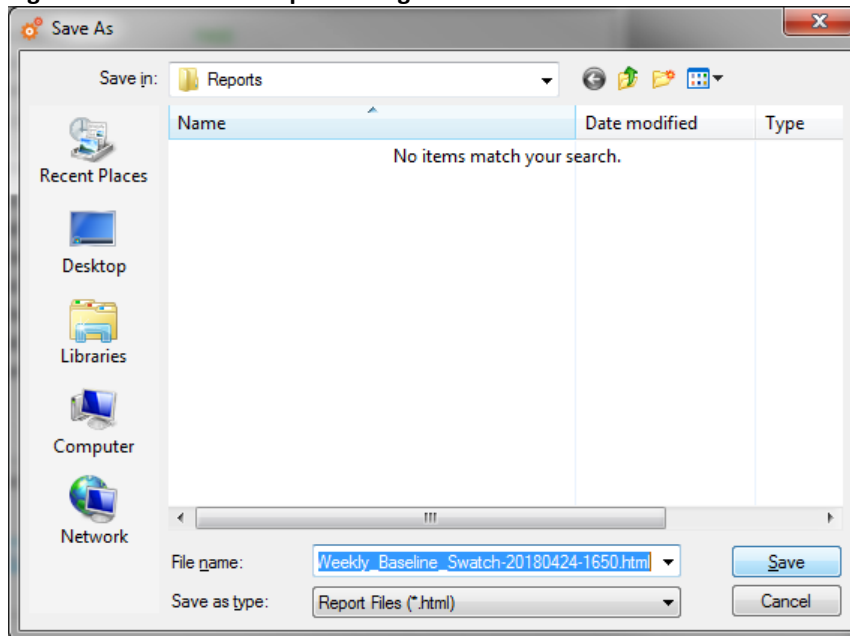 Save As
Save in:
Reports
Name
Date modified
Type
No items match your search.
Recent Places
Desktop
Libraries
Computer
Network
File name:
Weekly_Baseline_Swatch-20180424-1650.html
Save
Save as type:
Report Files (*.html)
Cancel